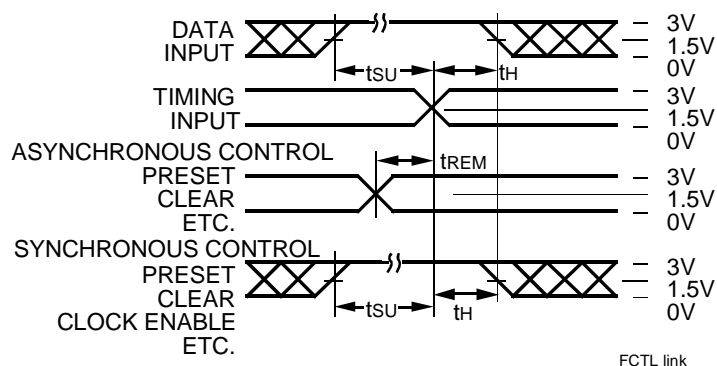 DATA
INPUT
3V
1.5V
0V
tSU
tH
TIMING
INPUT
3V
1.5V
0V
ASYNCHRONOUS CONTROL
tREM
PRESET
CLEAR
ETC.
3V
1.5V
0V
SYNCHRONOUS CONTROL
PRESET
CLEAR
CLOCK ENABLE
ETC.
3V
1.5V
0V
tSU
tH
FCTL link